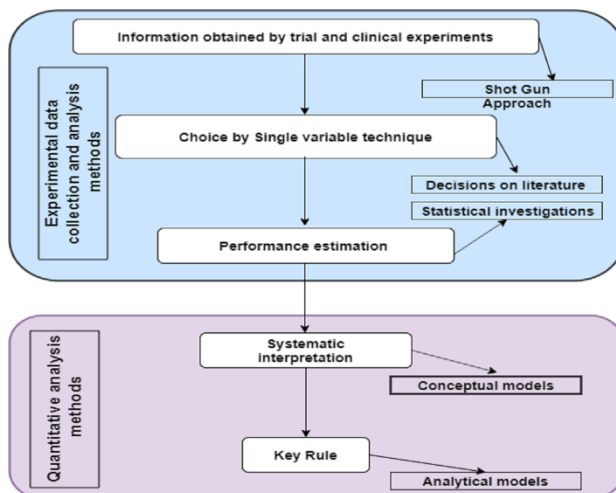 Information obtained by trial and clinical experiments
Shot Gun
Approach
Choice by Single variable technique
Decisions on literature
Statistical investigations
Performance estimation
Experimental data
collection and analysis
methods
Systematic
interpretation
Conceptual models
Key Rule
Analytical models
Quantitative analysis
methods